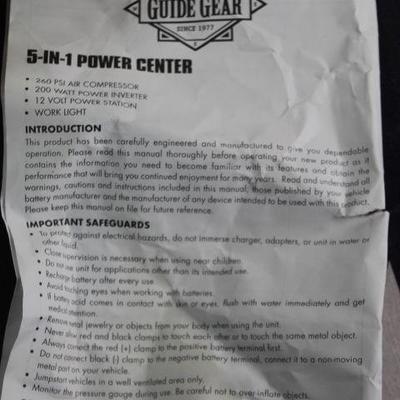 GUIDE GEAR
SINCE 1977
5-IN-1 POWER CENTER
• 260 PSI AIR COMPRESSOR
• 200 WATT POWER INVERTER
• 12 VOLT POWER STATION
• WORK LIGHT
INTRODUCTION
This product has been carefully engineered and manufactured to give you dependable
operation. Please read this manual thoroughly before operating your new product as it
contains the information you need to become familiar with its features and obtain the
performance that will bring you continued enjoyment for many years. Read and understand all
warnings, cautions and instructions included in this manual; those published by your vehicle
battery manufacturer and the manufacturer of any device intended to be used with this product.
Please keep this manual on file for future reference.
IMPORTANT SAFEGUARDS
• To protect against electrical hazards, do not immerse charger, adapters, or unit in water or
other liquid.
• Close supervision is necessary when using near children.
• Do not use unit for applications other than its intended use.
• Recharge battery after every use.
• Avoid touching eyes when working with batteries.
• If battery acid comes in contact with skin or eyes, flush with water immediately and get
medical attention.
• Remove metal jewelry or objects from your body when using the unit.
• Never allow red and black clamps to touch each other or to touch the same metal object.
• Always connect the red (+) clamp to the positive battery terminal first.
• Do not connect black (-) clamp to the negative battery terminal, connect it to a non-moving
metal part on your vehicle.
• Jumpstart vehicles in a well ventilated area only.
• Monitor the pressure gauge during use. Be careful not to over inflate objects.